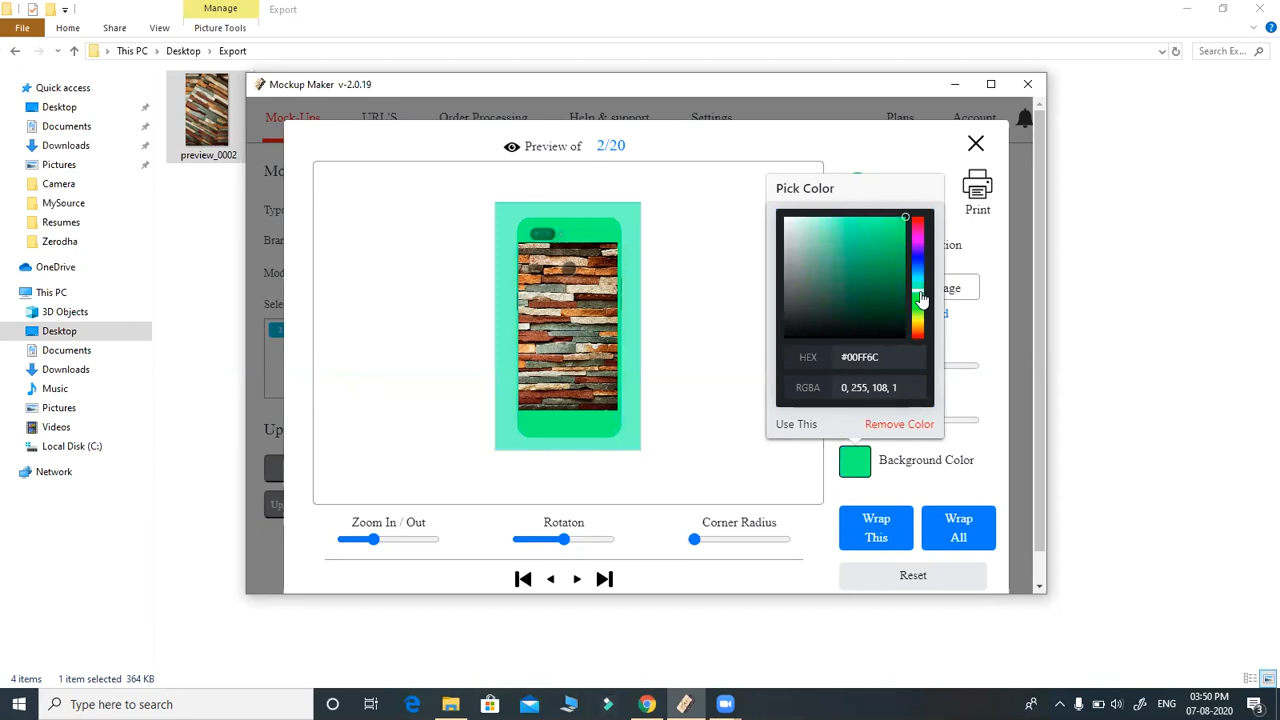 Manage
Export
File
Home
Share
View
Picture Tools
This PC
Desktop
Export
Search Ex...
Quick access
Desktop
Documents
Downloads
Pictures
Camera
MySource
Resumes
Zerodha
OneDrive
This PC
3D Objects
Desktop
Documents
Downloads
Music
Pictures
Videos
Local Disk (C:)
Network
preview_0002
Mockup Maker v-2.0.19
Mock-Ups
URL'S
Order Processing
Help & support
Settings
Plans
Account
Preview of 2/20
Print
Pick Color
HEX #00FF6C
RGBA 0, 255, 108, 1
Use This
Remove Color
Background Color
Zoom In / Out
Rotaton
Corner Radius
Wrap
This
Wrap
All
Reset
4 items
1 item selected 364 KB
Type here to search
ENG
03:50 PM
07-08-2020
3